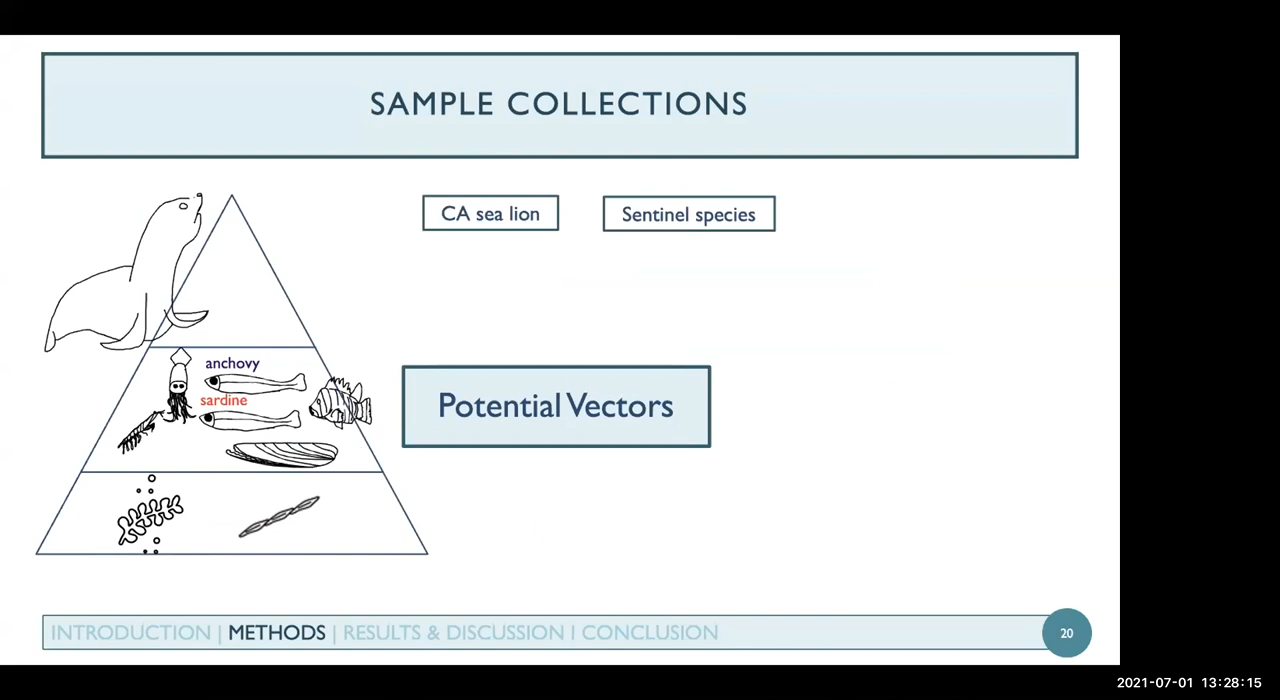 SAMPLE COLLECTIONS
CA sea lion
Sentinel species
anchovy
sardine
Potential Vectors
INTRODUCTION | METHODS | RESULTS & DISCUSSION I CONCLUSION
20
2021-07-01 13:28:15